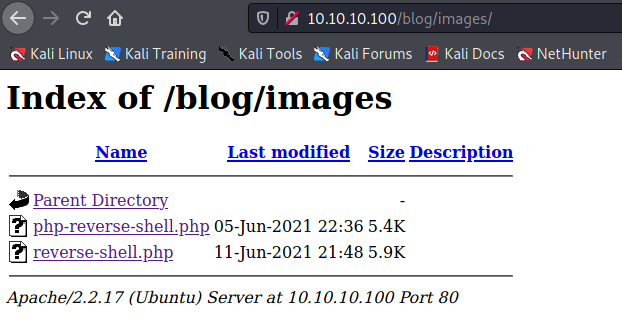 10.10.10.100/blog/images/
Kali Linux Kali Training Kali Tools Kali Forums Kali Docs NetHunter
Index of /blog/images
Name Last modified Size Description
Parent Directory -
php-reverse-shell.php 05-Jun-2021 22:36 5.4K
reverse-shell.php 11-Jun-2021 21:48 5.9K
Apache/2.2.17 (Ubuntu) Server at 10.10.10.100 Port 80